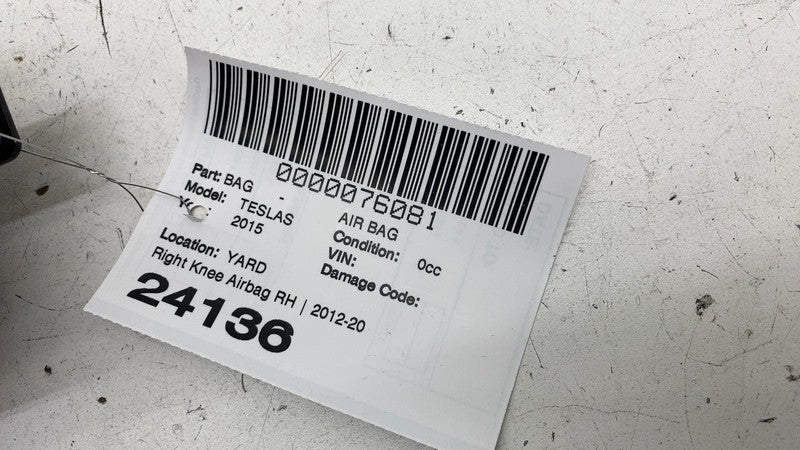 0000076081
Part: BAG - AIR BAG
Model: TESLAS Condition: 0cc
2015 VIN:
Damage Code:
Location: YARD
Right Knee Airbag RH | 2012-20
24136